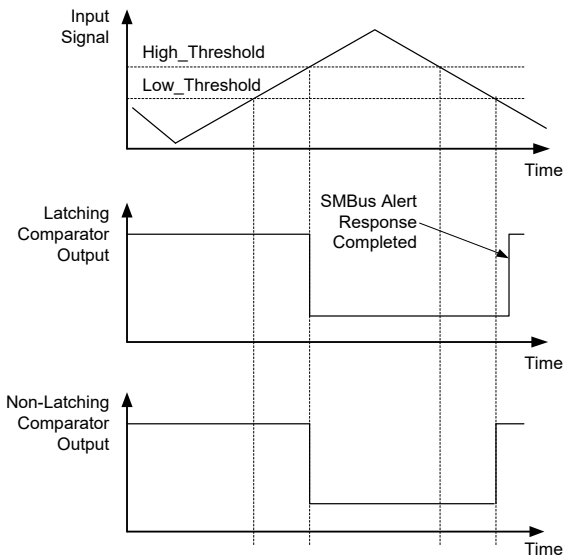 Input
Signal
High_Threshold
Low_Threshold
Time
Latching
Comparator
Output
SMBus Alert
Response
Completed
Time
Non-Latching
Comparator
Output
Time